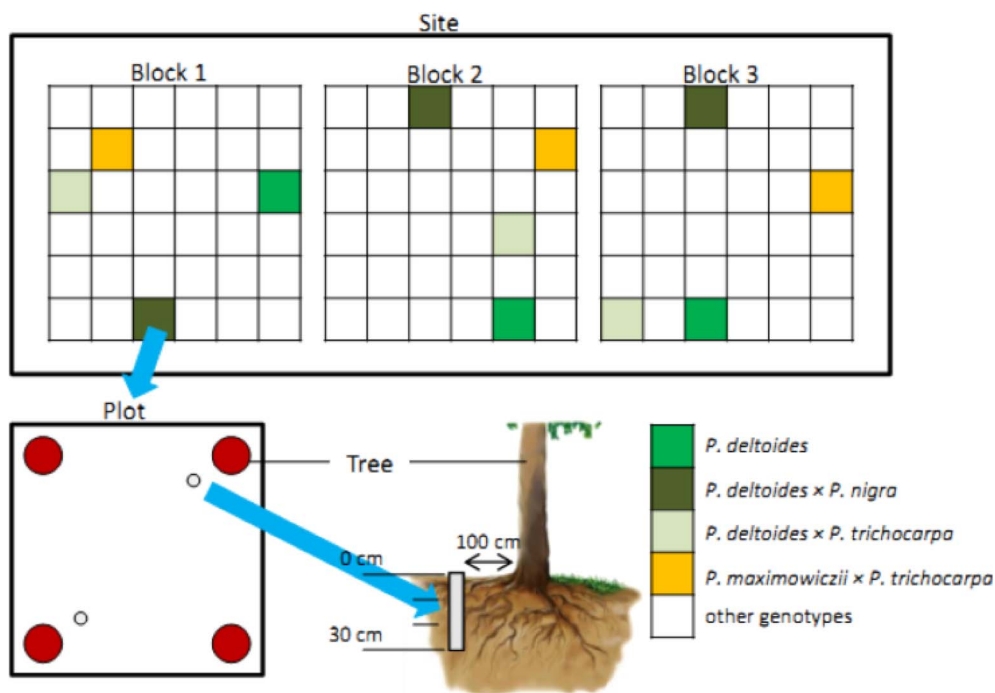 Site
Block 1
Block 2
Block 3
Plot
Tree
100 cm
0 cm
30 cm
P. deltoides
P. deltoides × P. nigra
P. deltoides × P. trichocarpa
P. maximowiczii × P. trichocarpa
other genotypes